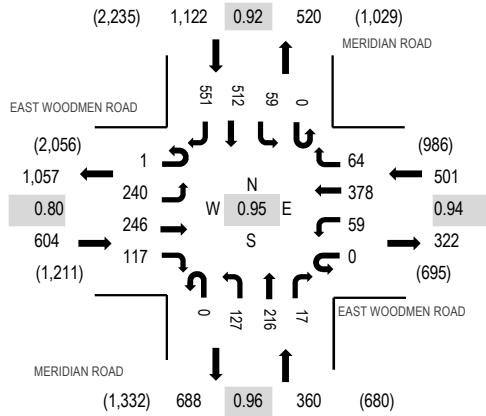 (2,235) 1,122 0.92 520 (1,029)
MERIDIAN ROAD
551 512 59 0
EAST WOODMEN ROAD
(2,056)
1,057
0.80
604
(1,211)
1
240
246
117
N
W 0.95 E
S
64
378
59
0
(986)
501
0.94
322
(695)
0 127 216 17
EAST WOODMEN ROAD
MERIDIAN ROAD
(1,332) 688 0.96 360 (680)